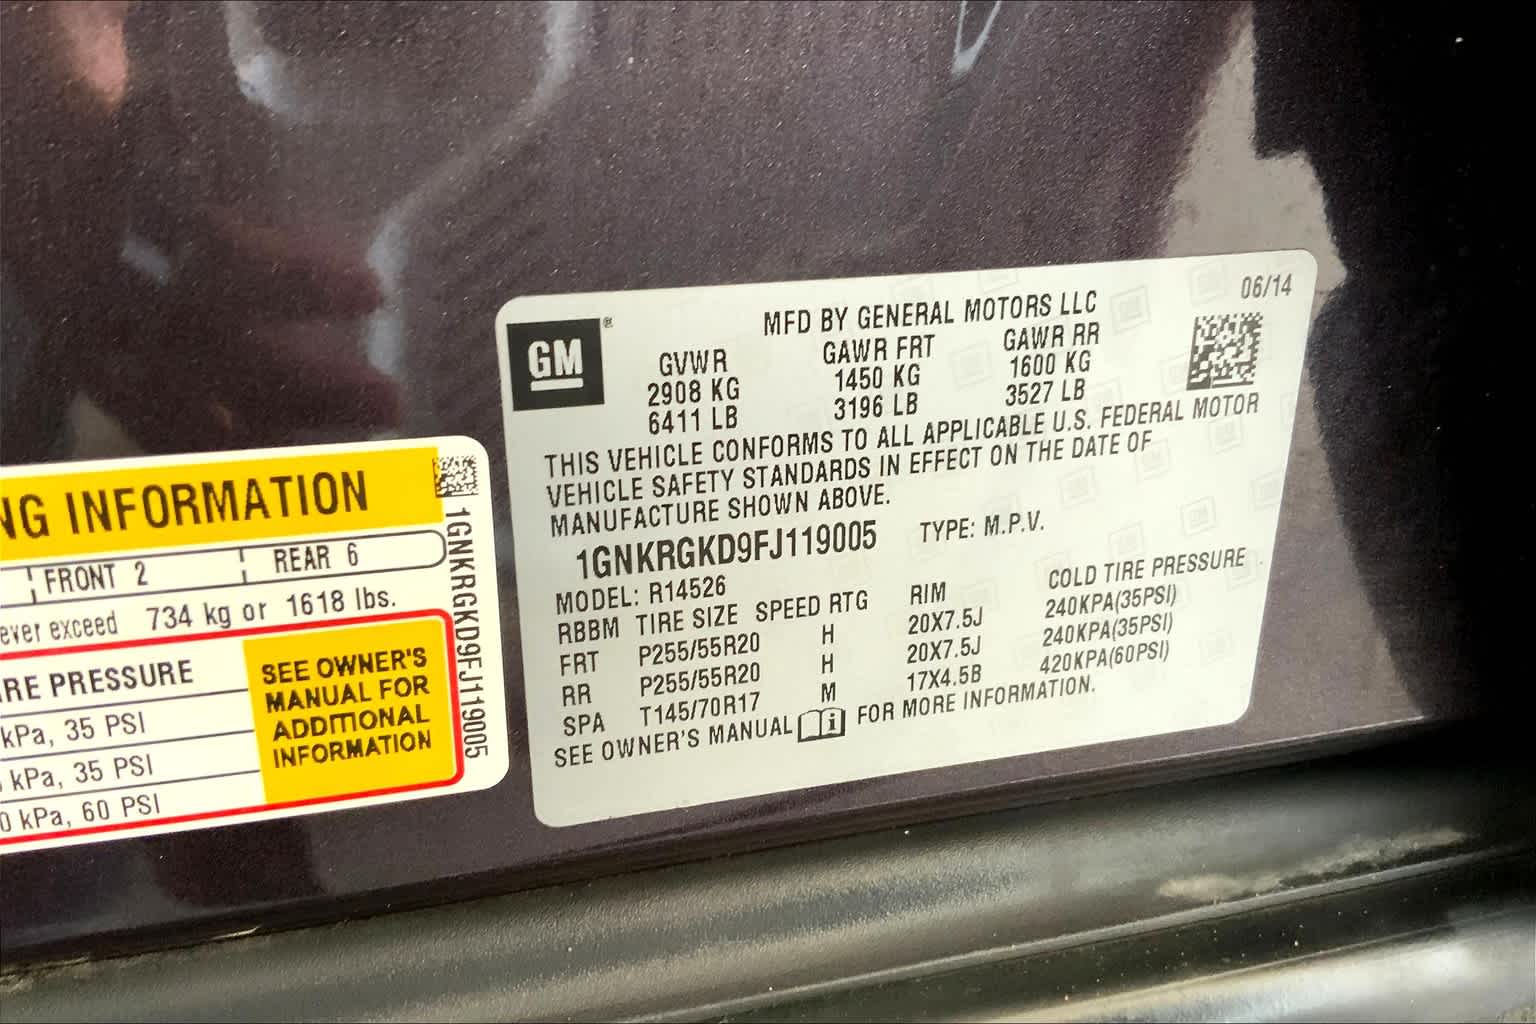 NG INFORMATION
FRONT 2 REAR 6
ever exceed 734 kg or 1618 lbs.
RE PRESSURE
kPa, 35 PSI
kPa, 35 PSI
0 kPa, 60 PSI
SEE OWNER'S
MANUAL FOR
ADDITIONAL
INFORMATION
1GNKRGKD9FJ119005
GM ®
MFD BY GENERAL MOTORS LLC
06/14
GVWR GAWR FRT GAWR RR
2908 KG 1450 KG 1600 KG
6411 LB 3196 LB 3527 LB
THIS VEHICLE CONFORMS TO ALL APPLICABLE U.S. FEDERAL MOTOR
VEHICLE SAFETY STANDARDS IN EFFECT ON THE DATE OF
MANUFACTURE SHOWN ABOVE.
1GNKRGKD9FJ119005 TYPE: M.P.V.
MODEL: R14526
RBBM TIRE SIZE SPEED RTG RIM COLD TIRE PRESSURE
FRT P255/55R20 H 20X7.5J 240KPA(35PSI)
RR P255/55R20 H 20X7.5J 240KPA(35PSI)
SPA T145/70R17 M 17X4.5B 420KPA(60PSI)
SEE OWNER'S MANUAL FOR MORE INFORMATION.